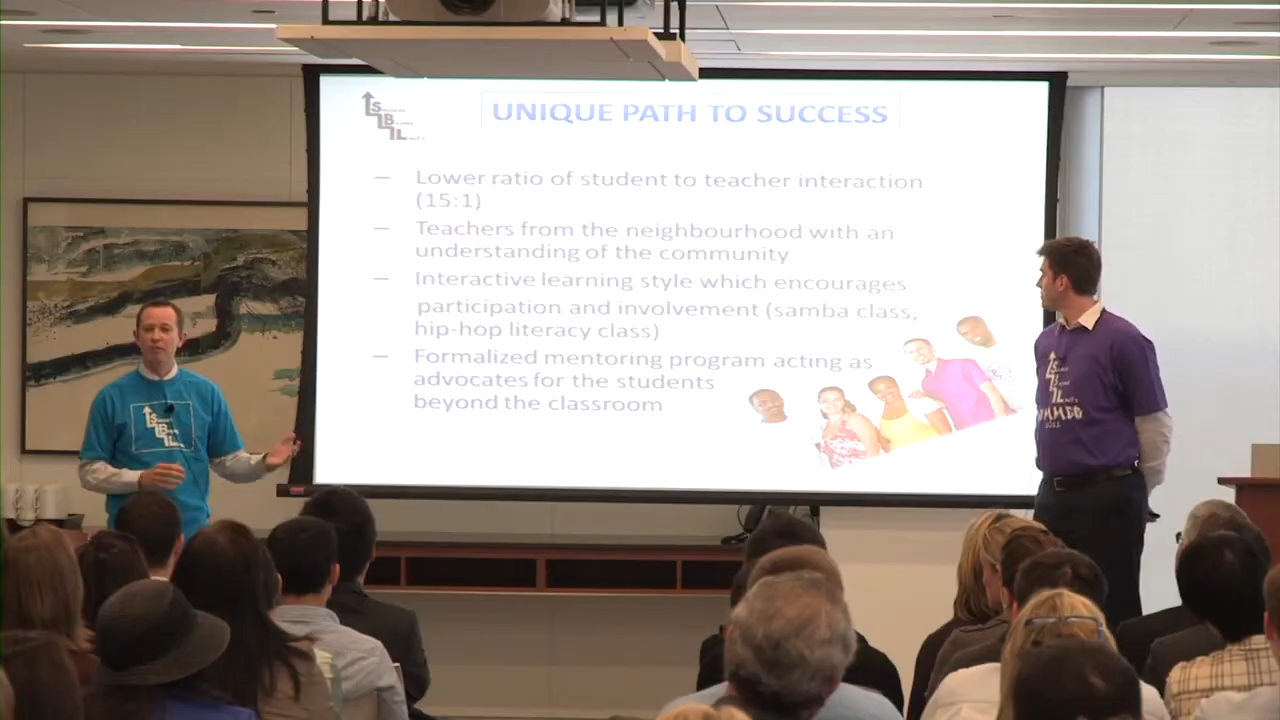 UNIQUE PATH TO SUCCESS
S
B
L
— Lower ratio of student to teacher interaction
(15:1)
— Teachers from the neighbourhood with an
understanding of the community
— Interactive learning style which encourages
participation and involvement (samba class,
hip-hop literacy class)
— Formalized mentoring program acting as
advocates for the students
beyond the classroom
S
B
L
S
S
L